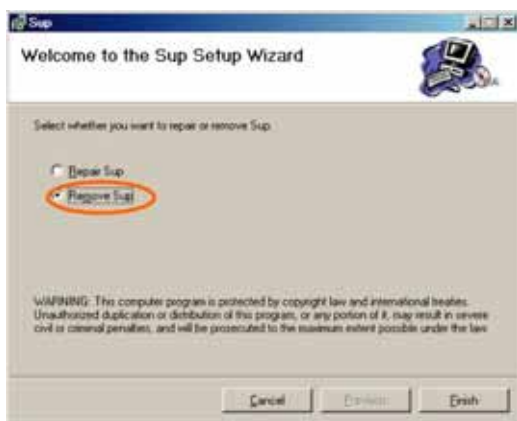 Sup
Welcome to the Sup Setup Wizard
Select whether you want to repair or remove Sup.
Repair Sup
Remove Sup
WARNING: This computer program is protected by copyright law and international treaties.
Unauthorized duplication or distribution of this program, or any portion of it, may result in severe
civil or criminal penalties, and will be prosecuted to the maximum extent possible under the law.
Cancel
Previous
Finish